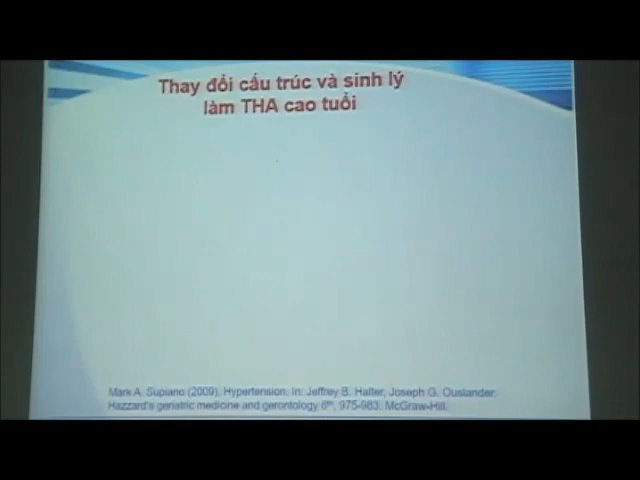 Thay đổi cấu trúc và sinh lý
làm THA cao tuổi
Mark A. Supiano (2009). Hypertension. In: Jeffrey B. Halter, Joseph G. Ouslander:
Hazzard's geriatric medicine and gerontology 6th, 975-983. McGraw-Hill.